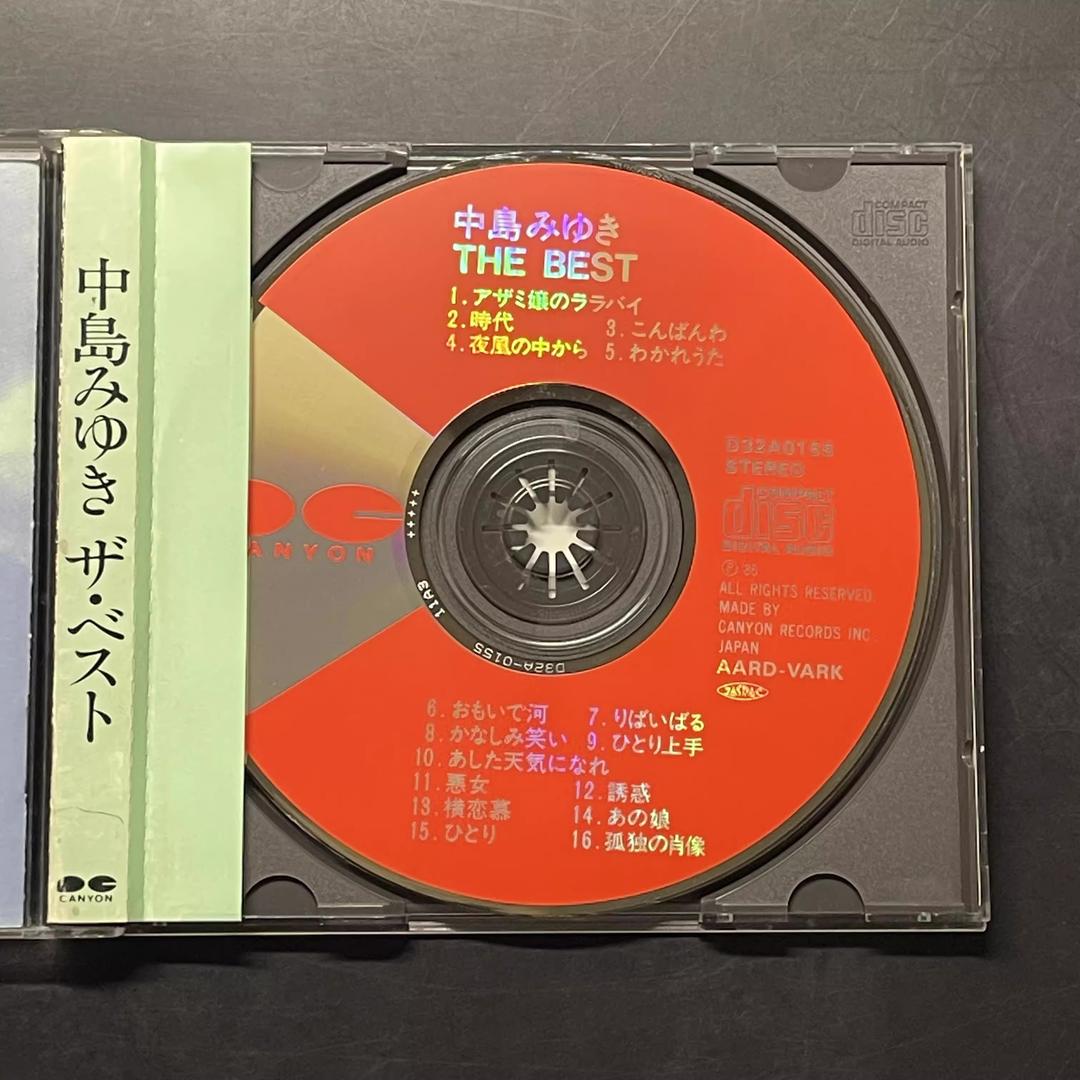 中島みゆき ザ・ベスト
CANYON
中島みゆき
THE BEST
1.アザミ嬢のララバイ
2.時代 3.こんばんわ
4.夜風の中から 5.わかれうた
D32A0155
STEREO
COMPACT
disc
DIGITAL AUDIO
Ⓟ 86
ALL RIGHTS RESERVED.
MADE BY
CANYON RECORDS INC.
JAPAN
AARD-VARK
JASRAC
ANYON
+++++
11A3
D32A-0155
6.おもいで河 7.りばいばる
8.かなしみ笑い 9.ひとり上手
10.あした天気になれ
11.悪女 12.誘惑
13.横恋慕 14.あの娘
15.ひとり 16.孤独の肖像
COMPACT
disc
DIGITAL AUDIO